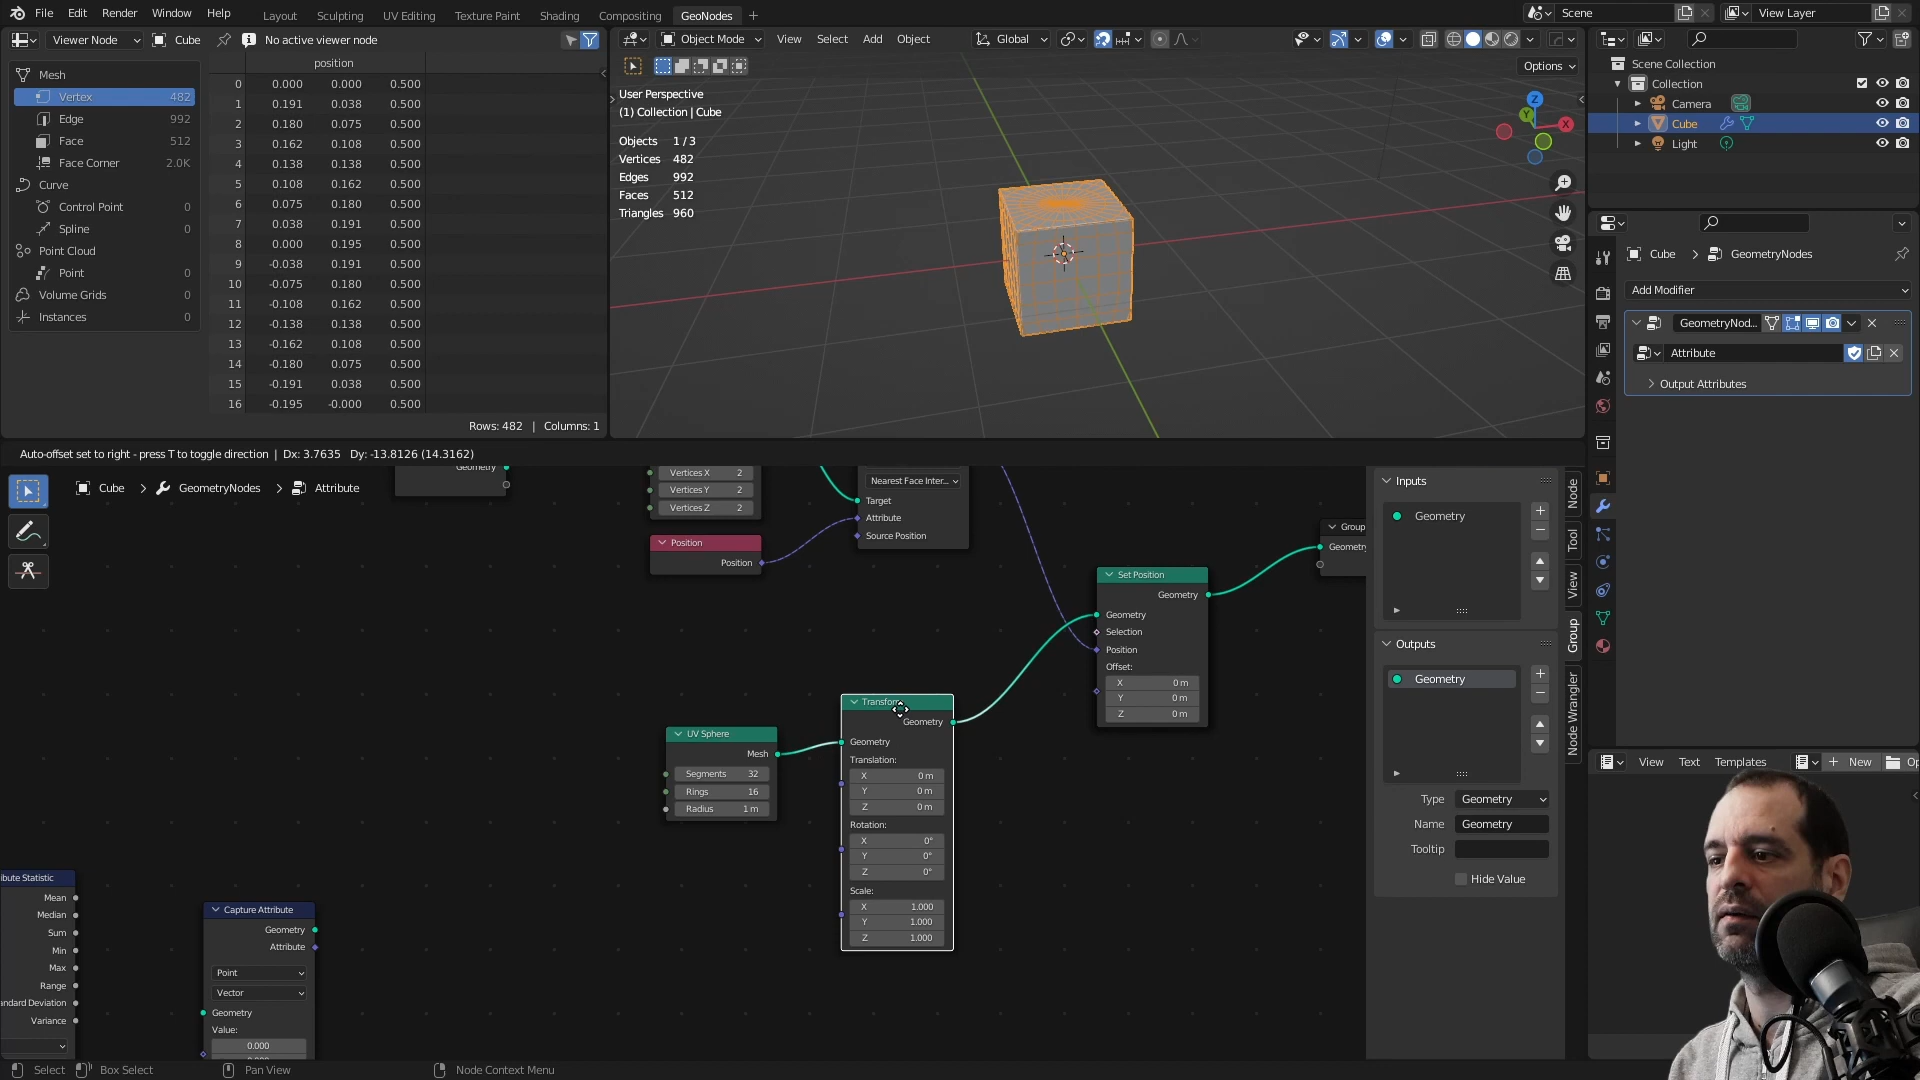 File Edit Render Window Help
Layout Sculpting UV Editing Texture Paint Shading Compositing GeoNodes +
Scene
View Layer
Viewer Node
Cube
No active viewer node
Object Mode View Select Add Object
Global
Options
Mesh
Vertex 482
Edge 992
Face 512
Face Corner 2.0K
Curve
Control Point 0
Spline 0
Point Cloud
Point 0
Volume Grids 0
Instances 0
position
0 0.000 0.000 0.500
1 0.191 0.038 0.500
2 0.180 0.075 0.500
3 0.162 0.108 0.500
4 0.138 0.138 0.500
5 0.108 0.162 0.500
6 0.075 0.180 0.500
7 0.038 0.191 0.500
8 0.000 0.195 0.500
9 -0.038 0.191 0.500
10 -0.075 0.180 0.500
11 -0.108 0.162 0.500
12 -0.138 0.138 0.500
13 -0.162 0.108 0.500
14 -0.180 0.075 0.500
15 -0.191 0.038 0.500
16 -0.195 -0.000 0.500
Rows: 482 | Columns: 1
User Perspective
(1) Collection | Cube
Objects 1 / 3
Vertices 482
Edges 992
Faces 512
Triangles 960
Z
Y
X
Scene Collection
Collection
Camera
Cube
Light
Cube > GeometryNodes
Add Modifier
GeometryNod...
Attribute
Output Attributes
Auto-offset set to right - press T to toggle direction | Dx: 3.7635 Dy: -13.8126 (14.3162)
Cube > GeometryNodes > Attribute
Geometry
Vertices X 2
Vertices Y 2
Vertices Z 2
Position
Position
Nearest Face Inter...
Target
Attribute
Source Position
Set Position
Geometry
Geometry
Selection
Position
Offset:
X 0 m
Y 0 m
Z 0 m
Group
Geometry
UV Sphere
Mesh
Segments 32
Rings 16
Radius 1 m
Geometry
Geometry
Translation:
X 0 m
Y 0 m
Z 0 m
Rotation:
X 0°
Y 0°
Z 0°
Scale:
X 1.000
Y 1.000
Z 1.000
ibute Statistic
Mean
Median
Sum
Min
Max
Range
andard Deviation
Variance
Capture Attribute
Geometry
Attribute
Point
Vector
Geometry
Value:
0.000
Inputs
Geometry
Outputs
Geometry
Type Geometry
Name Geometry
Tooltip
Hide Value
Node
Tool
View
Group
Node Wrangler
View Text Templates + New Op
Select Box Select Pan View Node Context Menu